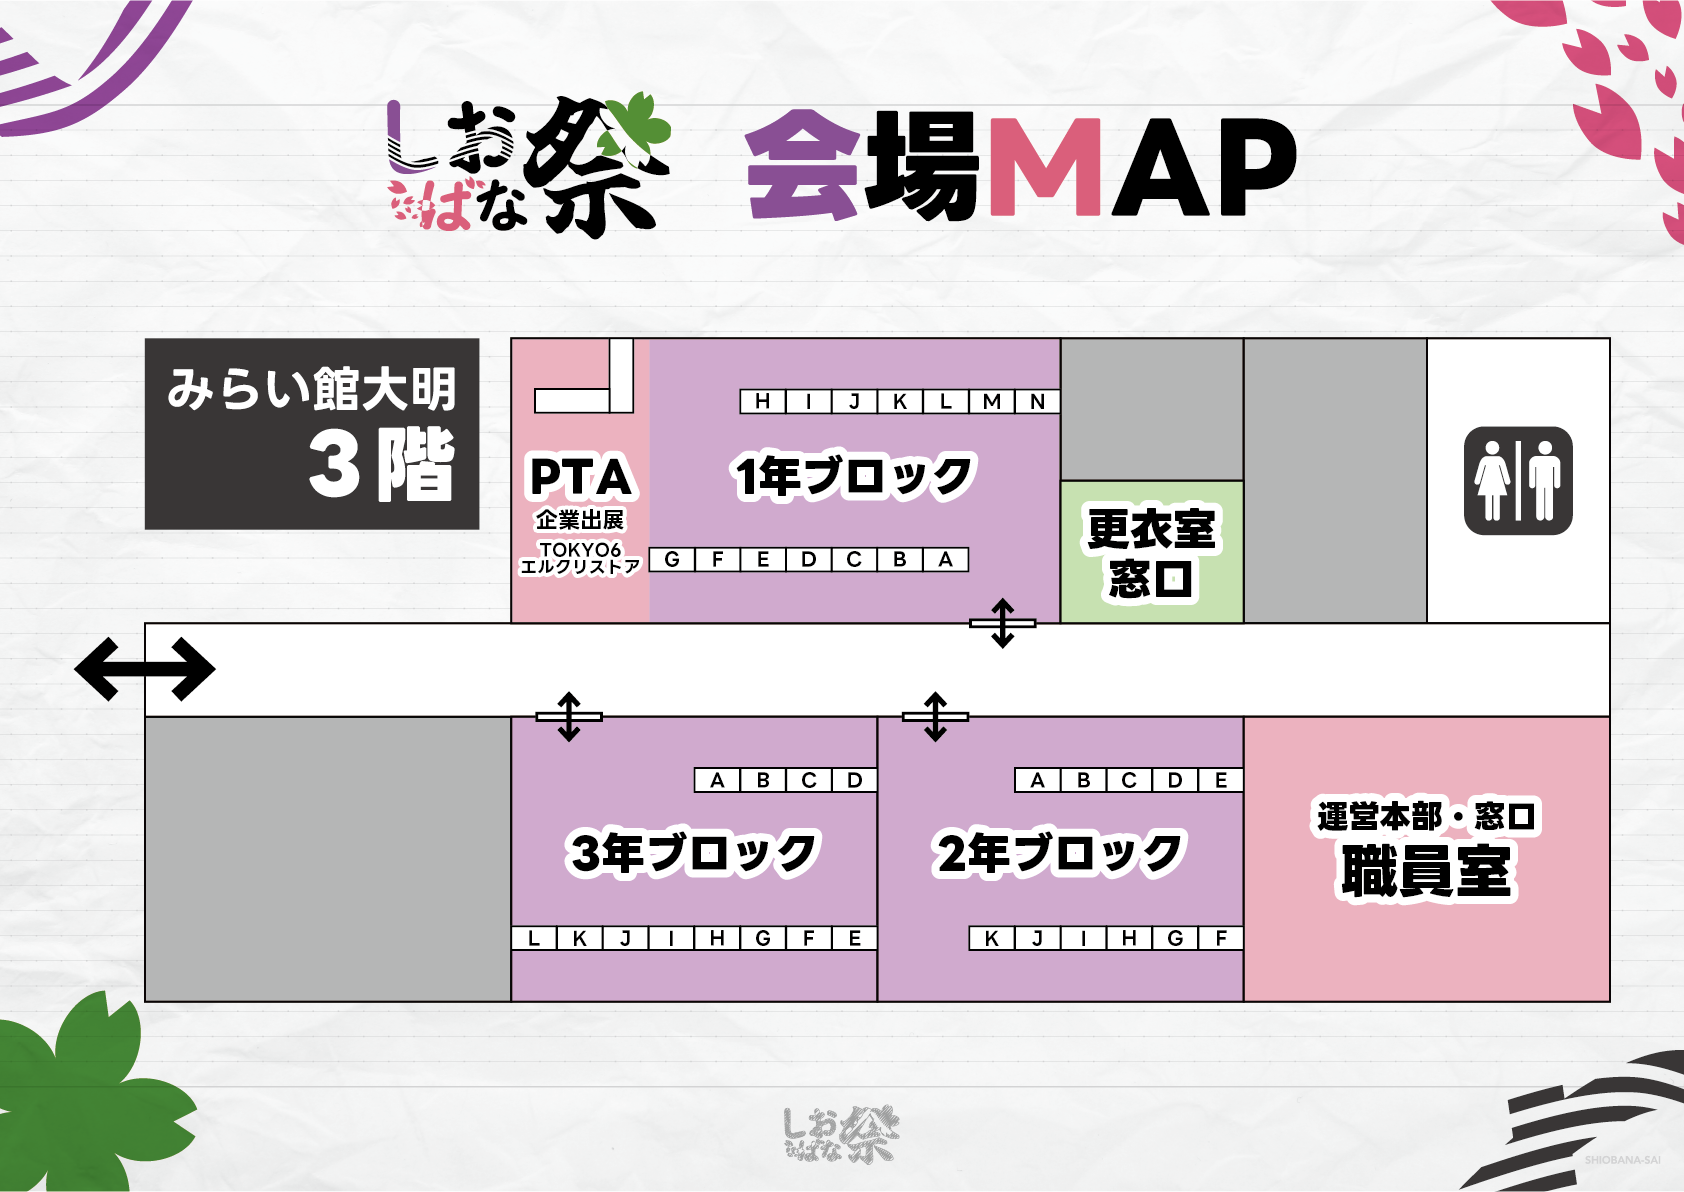 しおばな祭 会場MAP
みらい館大明
3階
H I J K L M N
PTA
企業出展
TOKYO6
エルクリストア
1年ブロック
G F E D C B A
更衣室
窓口
A B C D
3年ブロック
L K J I H G F E
A B C D E
2年ブロック
K J I H G F
運営本部・窓口
職員室
しおばな祭
SHIOBANA-SAI